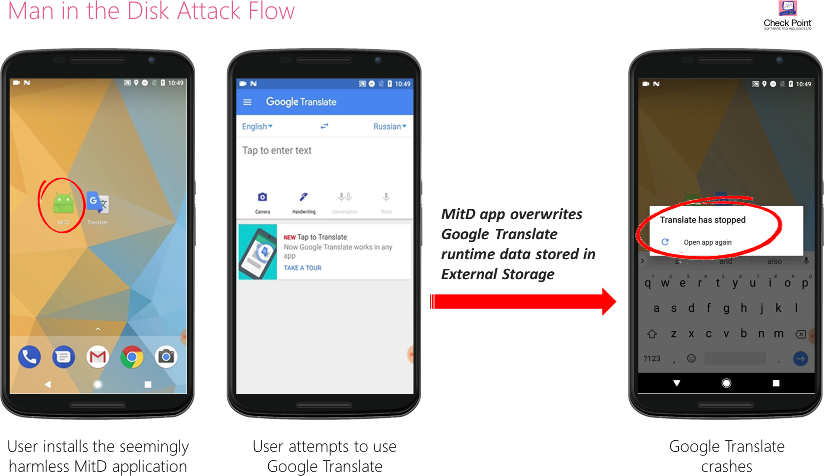 Man in the Disk Attack Flow
Check Point
SOFTWARE TECHNOLOGIES LTD
10:49
MitD
Translate
10:49
Google Translate
English
Russian
Tap to enter text
Camera
Handwriting
Conversation
Voice
NEW Tap to Translate
Now Google Translate works in any
app
TAKE A TOUR
MitD app overwrites
Google Translate
runtime data stored in
External Storage
10:49
Translate has stopped
Open app again
and
also
q w e r t y u i o p
a s d f g h j k l
z x c v b n m
?123 , .
User installs the seemingly
harmless MitD application
User attempts to use
Google Translate
Google Translate
crashes